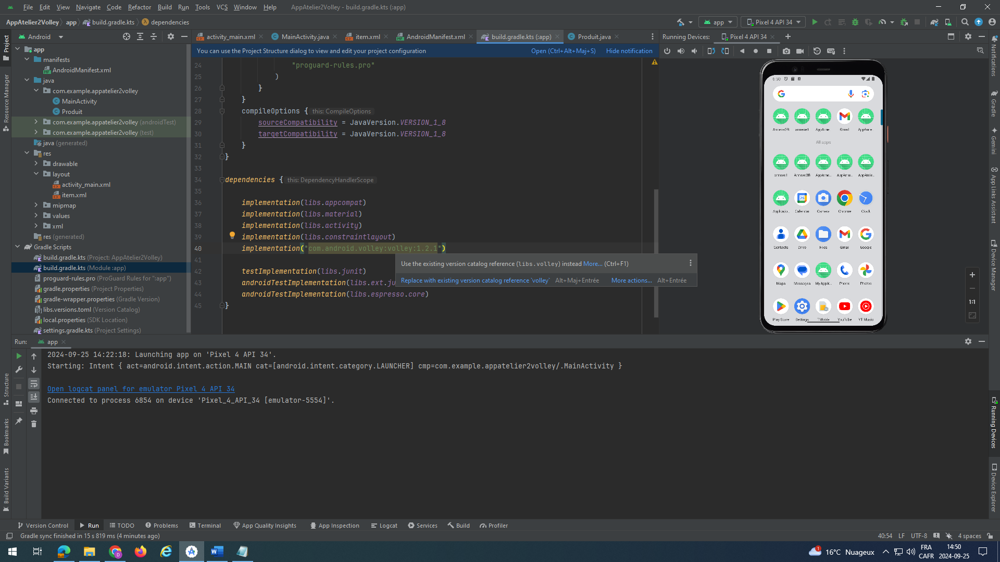 File Edit View Navigate Code Refactor Build Run Tools VCS Window Help AppAtelier2Volley - build.gradle.kts (:app)
AppAtelier2Volley app build.gradle.kts dependencies
app Pixel 4 API 34
Android
activity_main.xml MainActivity.java item.xml AndroidManifest.xml build.gradle.kts (:app) Produit.java
Running Devices: Pixel 4 API 34
You can use the Project Structure dialog to view and edit your project configuration Open (Ctrl+Alt+Maj+S) Hide notification
Project
Resource Manager
Structure
Bookmarks
Build Variants
app
manifests
AndroidManifest.xml
java
com.example.appatelier2volley
MainActivity
Produit
com.example.appatelier2volley (androidTest)
com.example.appatelier2volley (test)
java (generated)
res
drawable
layout
activity_main.xml
item.xml
mipmap
values
xml
res (generated)
Gradle Scripts
build.gradle.kts (Project: AppAtelier2Volley)
build.gradle.kts (Module :app)
proguard-rules.pro (ProGuard Rules for ":app")
gradle.properties (Project Properties)
gradle-wrapper.properties (Gradle Version)
libs.versions.toml (Version Catalog)
local.properties (SDK Location)
settings.gradle.kts (Project Settings)
24 "proguard-rules.pro"
25 )
26 }
27 }
28 compileOptions { this: CompileOptions
29 sourceCompatibility = JavaVersion.VERSION_1_8
30 targetCompatibility = JavaVersion.VERSION_1_8
31 }
32 }
33
34 dependencies { this: DependencyHandlerScope
35
36 implementation(libs.appcompat)
37 implementation(libs.material)
38 implementation(libs.activity)
39 implementation(libs.constraintlayout)
40 implementation("com.android.volley:volley:1.2.1")
41
42 testImplementation(libs.junit)
43 androidTestImplementation(libs.ext.ju
44 androidTestImplementation(libs.espresso.core)
45 }
Use the existing version catalog reference (libs.volley) instead More... (Ctrl+F1)
Replace with existing version catalog reference 'volley' Alt+Maj+Entrée More actions... Alt+Entrée
6:50
Annexe3B annexe1 AppAnne... Gmail AppAnne...
All apps
annexe1 Annexe3B AppAnne... AppAnne... AppAtelie...
25
Applicatio... Calendar Camera Chrome Clock
Contacts Drive Files Gmail Google
Maps Messages MyApplic... Phone Photos
Play Store Settings TMobile YouTube YT Music
1:1
Notifications
Gradle
Gemini
App Links Assistant
Device Manager
Running Devices
Device Explorer
Run: app
2024-09-25 14:22:18: Launching app on 'Pixel 4 API 34'.
Starting: Intent { act=android.intent.action.MAIN cat=[android.intent.category.LAUNCHER] cmp=com.example.appatelier2volley/.MainActivity }
Open logcat panel for emulator Pixel 4 API 34
Connected to process 6854 on device 'Pixel_4_API_34 [emulator-5554]'.
Version Control Run TODO Problems Terminal App Quality Insights App Inspection Logcat Services Build Profiler
Gradle sync finished in 15 s 819 ms (4 minutes ago) 40:54 LF UTF-8 4 spaces
1 16°C Nuageux FRA 14:50
CAFR 2024-09-25